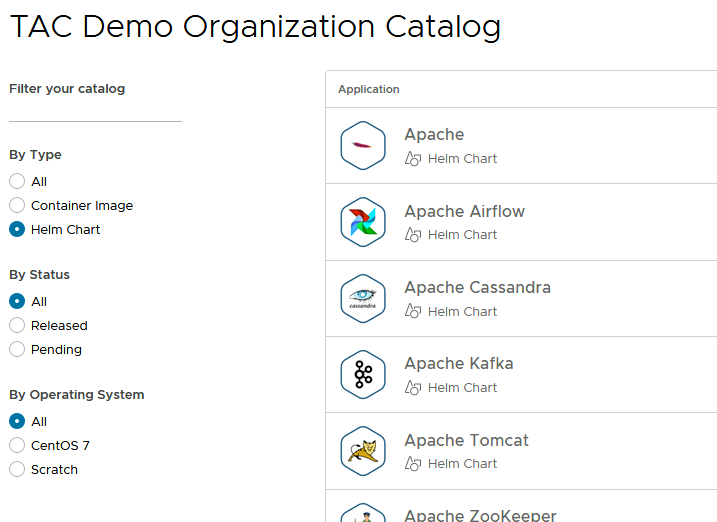 TAC Demo Organization Catalog
Filter your catalog
By Type
All
Container Image
Helm Chart
By Status
All
Released
Pending
By Operating System
All
CentOS 7
Scratch
Application
Apache
Helm Chart
Apache Airflow
Helm Chart
cassandra
Apache Cassandra
Helm Chart
Apache Kafka
Helm Chart
Apache Tomcat
Helm Chart
Apache ZooKeeper